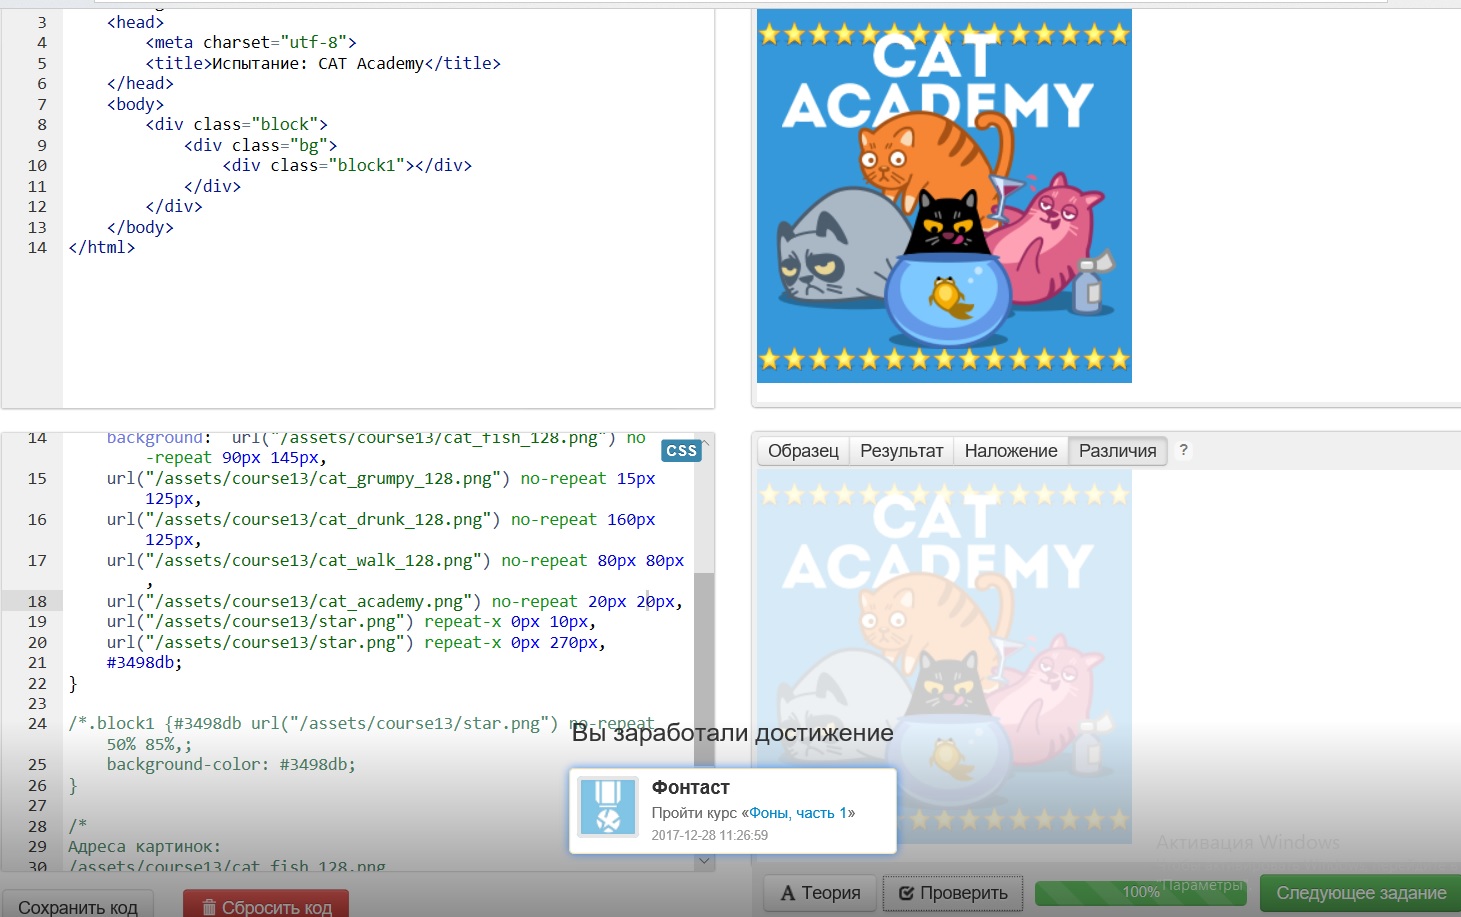 3 <head>
4 <meta charset="utf-8">
5 <title>Испытание: CAT Academy</title>
6 </head>
7 <body>
8 <div class="block">
9 <div class="bg">
10 <div class="block1"></div>
11 </div>
12 </div>
13 </body>
14 </html>
CAT
ACADEMY
14 background: url("/assets/course13/cat_fish_128.png") no
-repeat 90px 145px,
15 url("/assets/course13/cat_grumpy_128.png") no-repeat 15px
125px,
16 url("/assets/course13/cat_drunk_128.png") no-repeat 160px
125px,
17 url("/assets/course13/cat_walk_128.png") no-repeat 80px 80px
,
18 url("/assets/course13/cat_academy.png") no-repeat 20px 20px,
19 url("/assets/course13/star.png") repeat-x 0px 10px,
20 url("/assets/course13/star.png") repeat-x 0px 270px,
21 #3498db;
22 }
23
24 /*.block1 {#3498db url("/assets/course13/star.png") no-repeat
50% 85%,;
25 background-color: #3498db;
26 }
27
28 /*
29 Адреса картинок:
30 /assets/course13/cat_fish_128.png
CSS
Сохранить код
Сбросить код
Образец
Результат
Наложение
Различия
?
CAT
ACADEMY
Вы заработали достижение
Фонтаст
Пройти курс «Фоны, часть 1»
2017-12-28 11:26:59
Активация Windows
"Параметры
Теория
Проверить
100%
Следующее задание